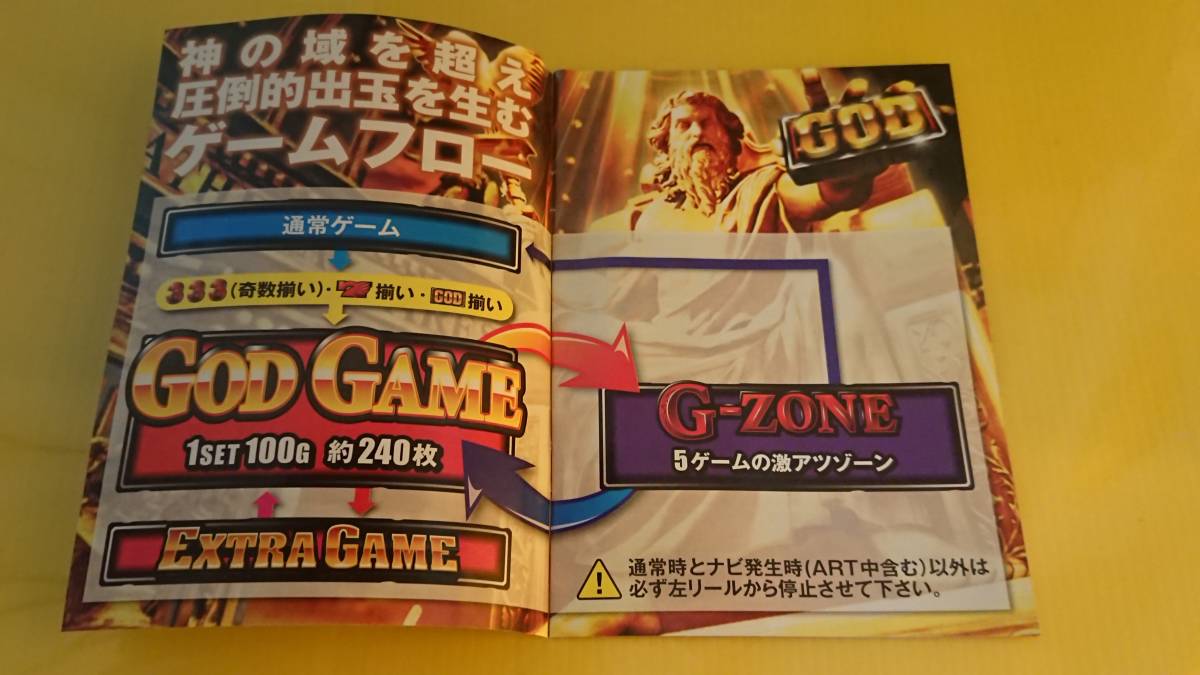 神の域を超え
圧倒的出玉を生む
ゲームフロー
通常ゲーム
333(奇数揃い)・7揃い・GOD揃い
GOD GAME
1SET 100G 約240枚
EXTRA GAME
GOD
G-ZONE
5ゲームの激アツゾーン
通常時とナビ発生時(ART中含む)以外は
必ず左リールから停止させて下さい。